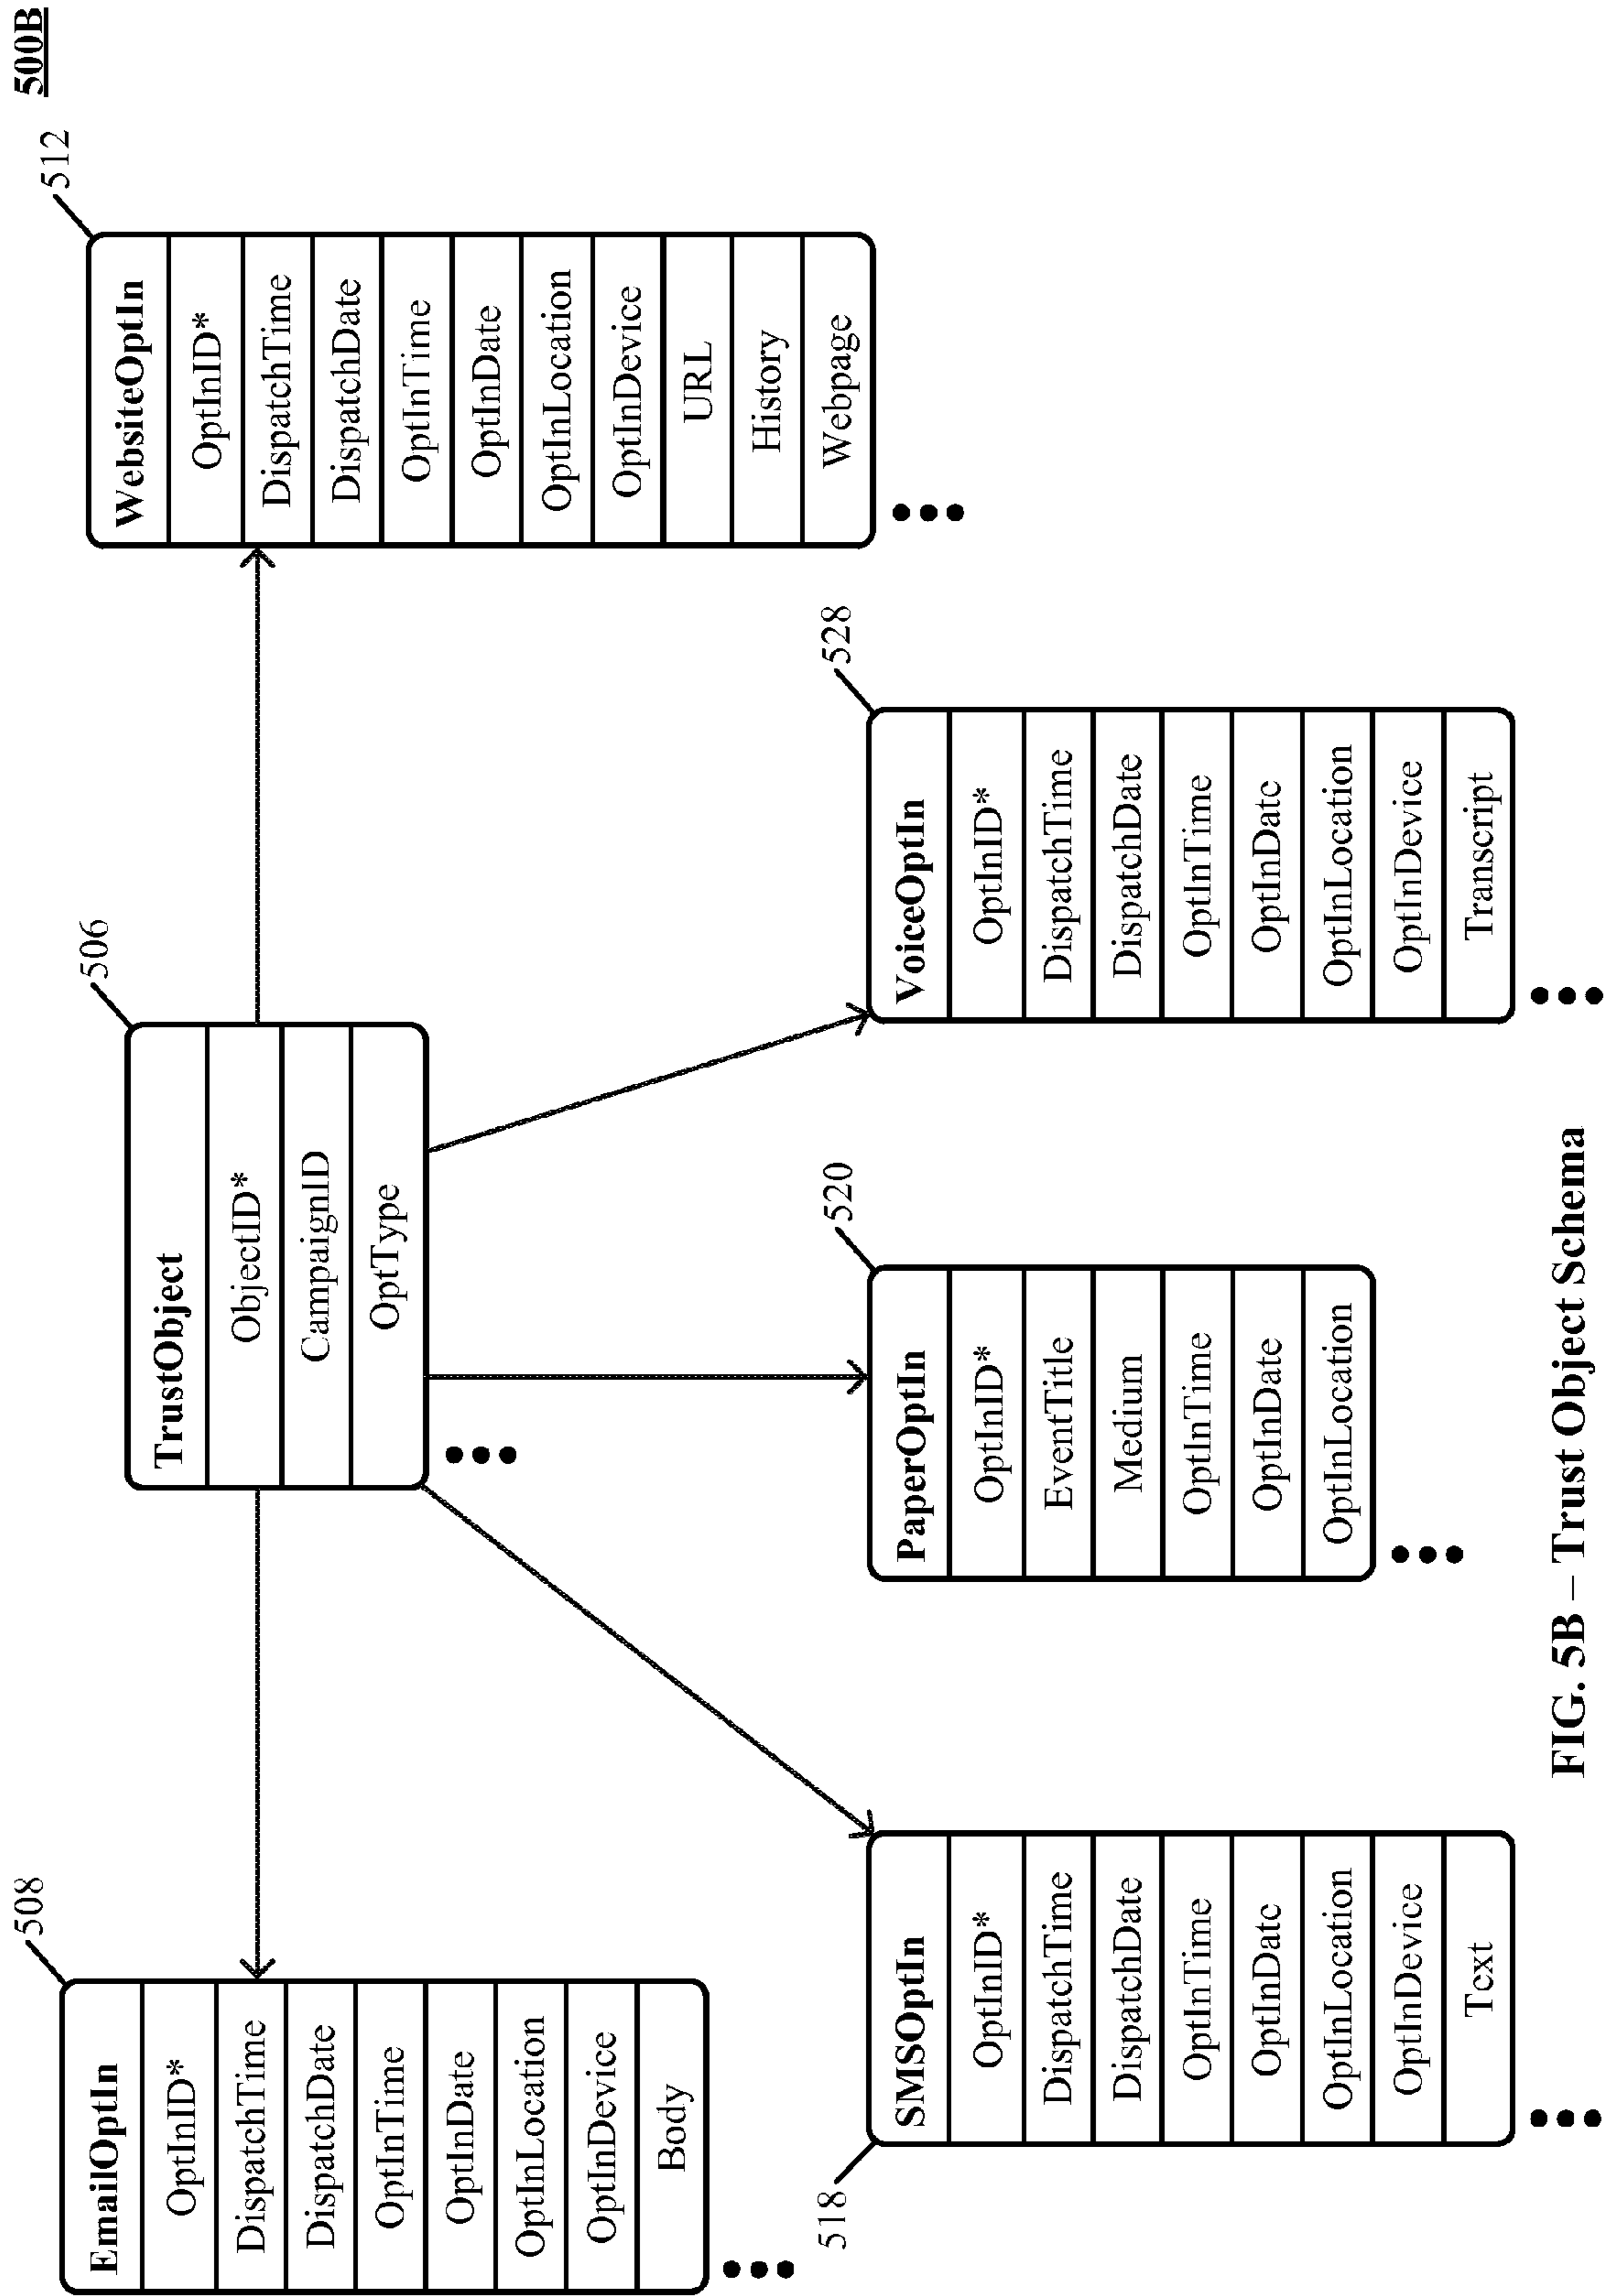 500B
508
EmailOptIn
OptInID*
DispatchTime
DispatchDate
OptInTime
OptInDate
OptInLocation
OptInDevice
Body
506
TrustObject
ObjectID*
CampaignID
OptType
512
WebsiteOptIn
OptInID*
DispatchTime
DispatchDate
OptInTime
OptInDate
OptInLocation
OptInDevice
URL
History
Webpage
518
SMSOptIn
OptInID*
DispatchTime
DispatchDate
OptInTime
OptInDate
OptInLocation
OptInDevice
Text
520
PaperOptIn
OptInID*
EventTitle
Medium
OptInTime
OptInDate
OptInLocation
528
VoiceOptIn
OptInID*
DispatchTime
DispatchDate
OptInTime
OptInDate
OptInLocation
OptInDevice
Transcript
FIG. 5B – Trust Object Schema